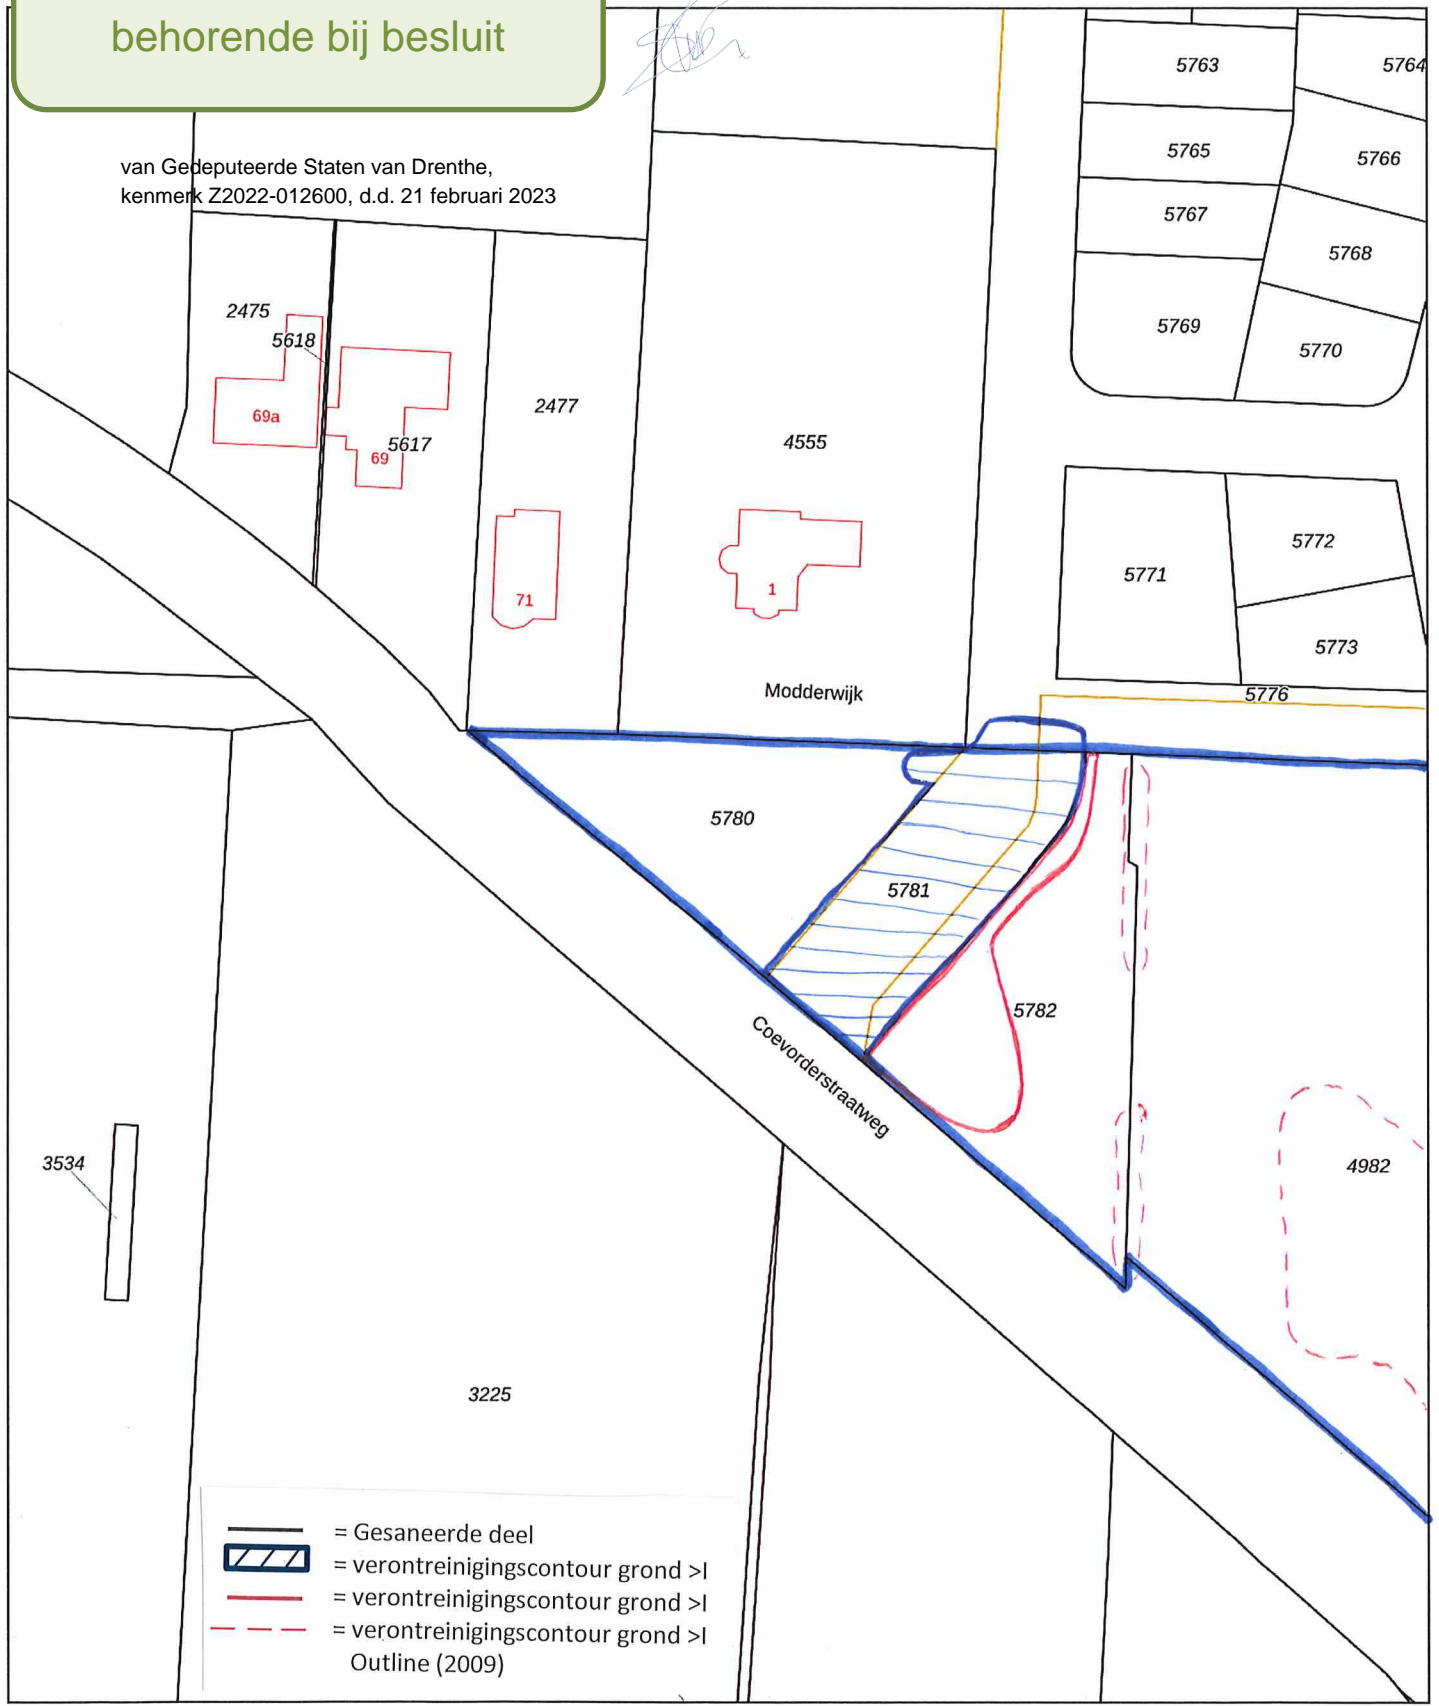 behorende bij besluit
van Gedeputeerde Staten van Drenthe,
kenmerk Z2022-012600, d.d. 21 februari 2023
5763
5764
5765
5766
5767
5768
5769
5770
2475
5618
69a
69
5617
2477
4555
71
1
5771
5772
5773
Modderwijk
5776
5780
5781
5782
Coevorderstraatweg
3534
4982
3225
= Gesaneerde deel
= verontreinigingscontour grond >I
= verontreinigingscontour grond >I
= verontreinigingscontour grond >I
Outline (2009)